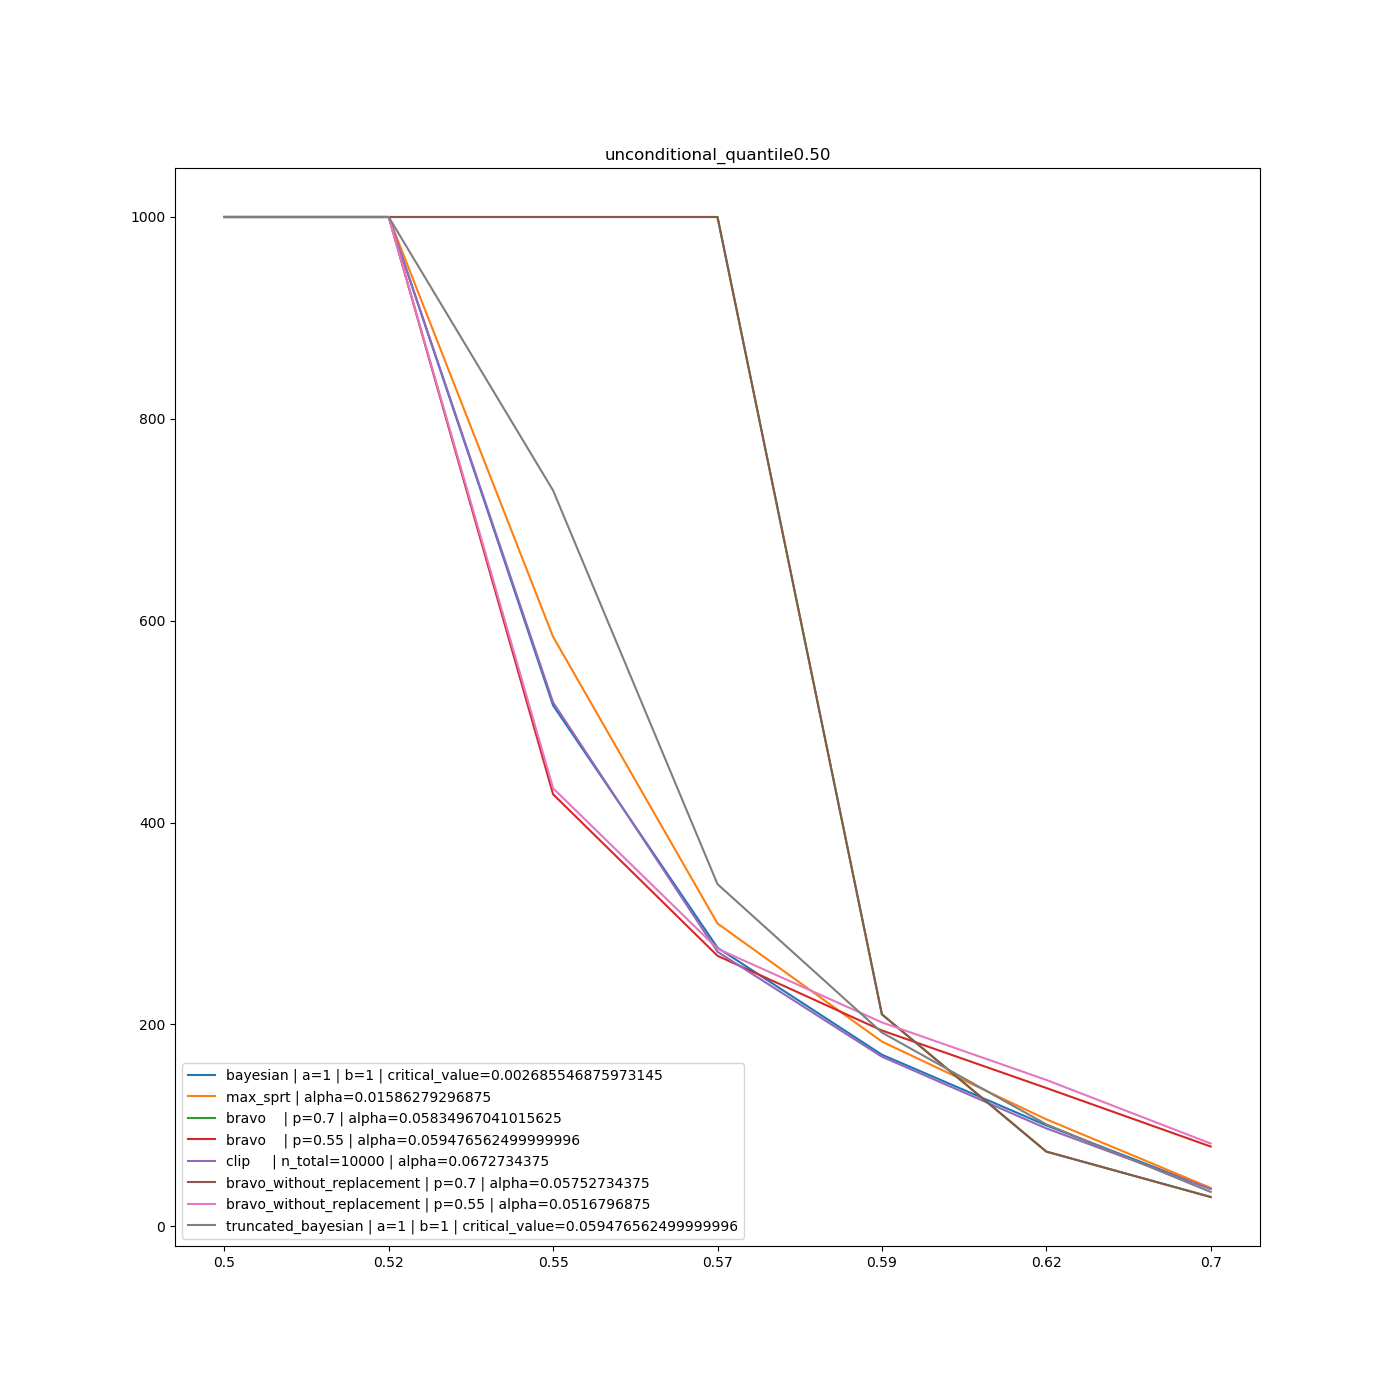 unconditional_quantile0.50
1000
800
600
400
200
0
bayesian | a=1 | b=1 | critical_value=0.002685546875973145
max_sprt | alpha=0.01586279296875
bravo    | p=0.7 | alpha=0.05834967041015625
bravo    | p=0.55 | alpha=0.059476562499999996
clip     | n_total=10000 | alpha=0.0672734375
bravo_without_replacement | p=0.7 | alpha=0.05752734375
bravo_without_replacement | p=0.55 | alpha=0.0516796875
truncated_bayesian | a=1 | b=1 | critical_value=0.059476562499999996
0.5 0.52 0.55 0.57 0.59 0.62 0.7